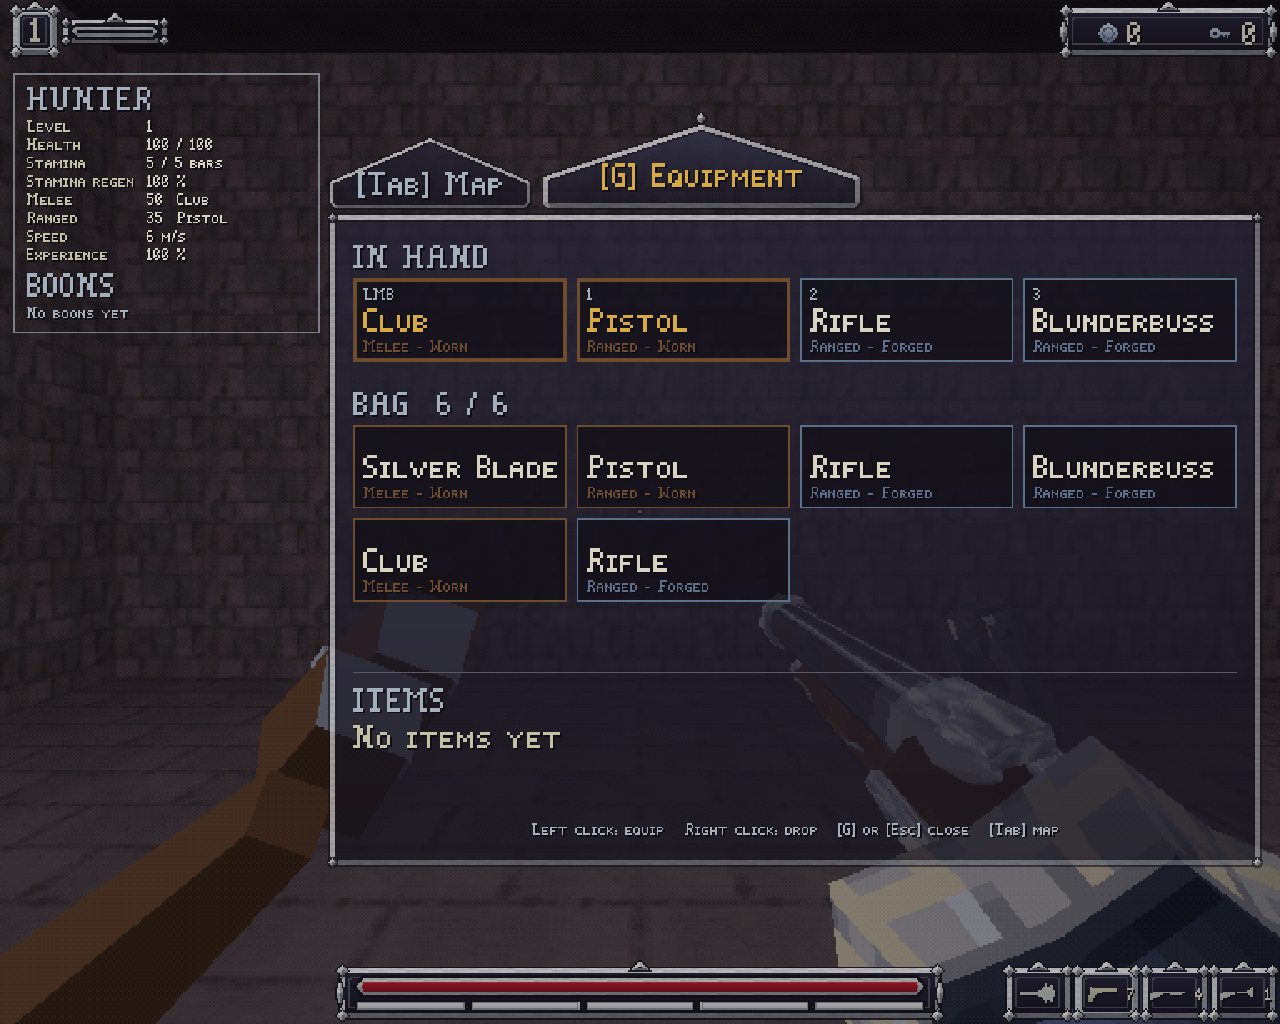 1
0 0
HUNTER
Level 1
Health 100 / 100
Stamina 5 / 5 bars
Stamina regen 100 %
Melee 50 Club
Ranged 35 Pistol
Speed 6 m/s
Experience 100 %
BOONS
No boons yet
[Tab] Map
[G] Equipment
IN HAND
LMB
Club
Melee - Worn
1
Pistol
Ranged - Worn
2
Rifle
Ranged - Forged
3
Blunderbuss
Ranged - Forged
BAG 6 / 6
Silver Blade
Melee - Worn
Pistol
Ranged - Worn
Rifle
Ranged - Forged
Blunderbuss
Ranged - Forged
Club
Melee - Worn
Rifle
Ranged - Forged
ITEMS
No items yet
Left click: equip Right click: drop [G] or [Esc] close [Tab] map